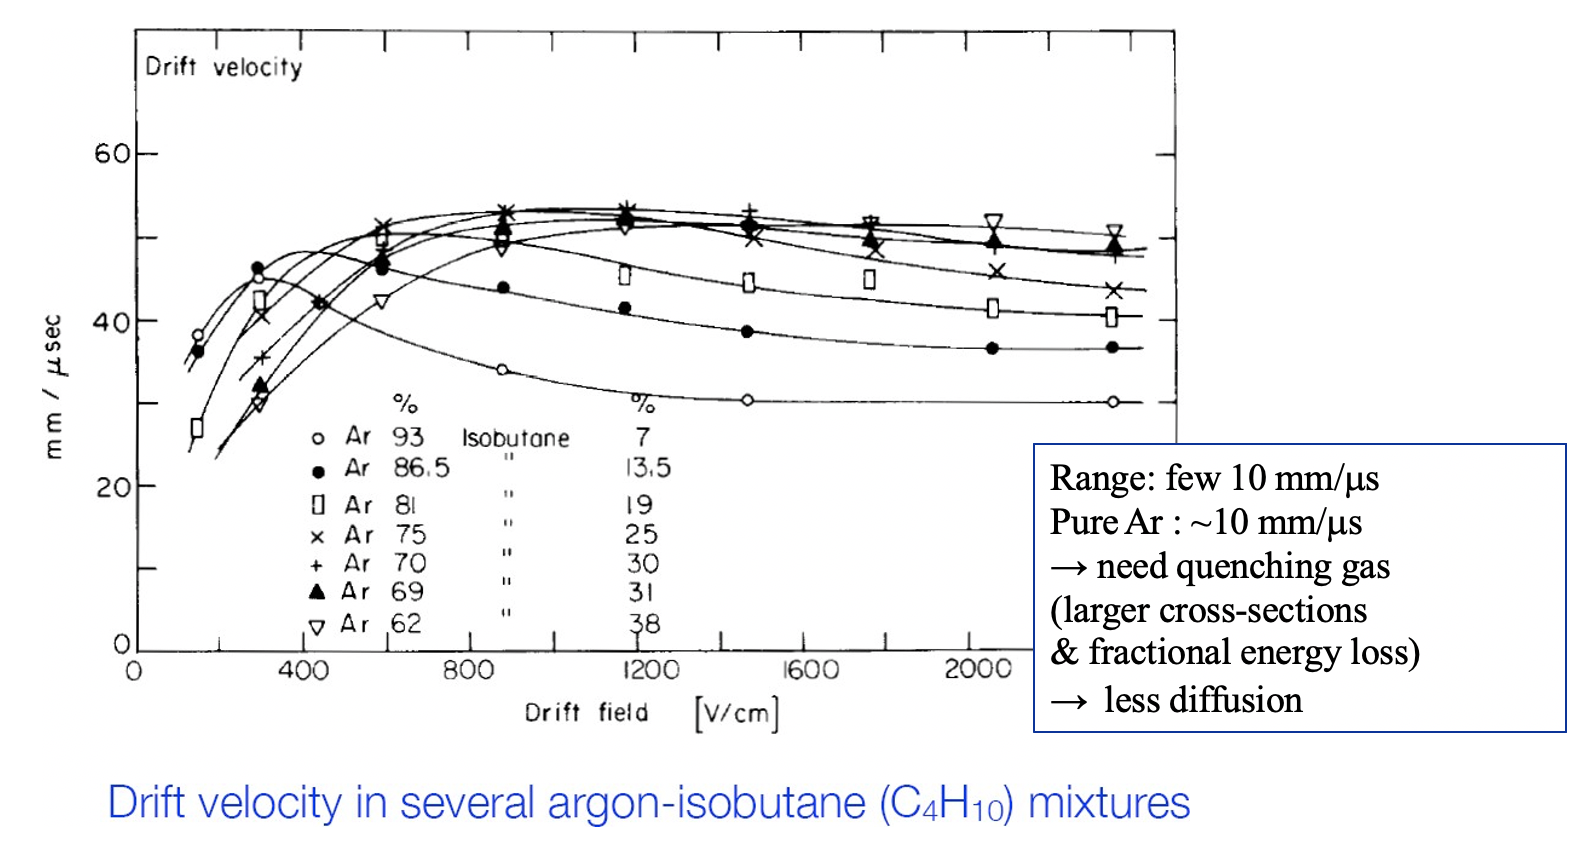 Drift velocity
60
40
20
0
mm / μsec
% %
○ Ar 93 Isobutane 7
● Ar 86.5 " 13.5
▯ Ar 81 " 19
× Ar 75 " 25
+ Ar 70 " 30
▲ Ar 69 " 31
▽ Ar 62 " 38
0 400 800 1200 1600 2000
Drift field [V/cm]
Range: few 10 mm/μs
Pure Ar : ~10 mm/μs
→ need quenching gas
(larger cross-sections
& fractional energy loss)
→ less diffusion
Drift velocity in several argon-isobutane (C₄H₁₀) mixtures